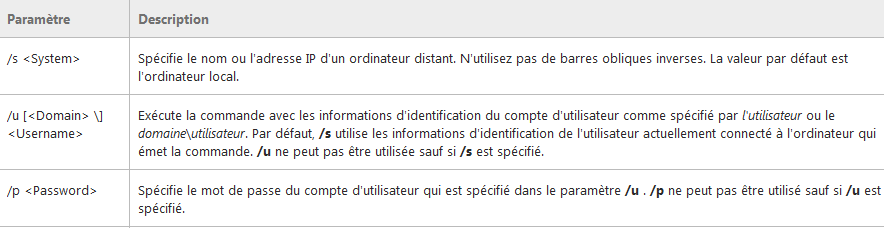 Paramètre Description
/s <System> Spécifie le nom ou l'adresse IP d'un ordinateur distant. N'utilisez pas de barres obliques inverses. La valeur par défaut est
l'ordinateur local.
/u [<Domain> \] Exécute la commande avec les informations d'identification du compte d'utilisateur comme spécifié par l'utilisateur ou le
<Username> domaine\utilisateur. Par défaut, /s utilise les informations d'identification de l'utilisateur actuellement connecté à l'ordinateur qui
émet la commande. /u ne peut pas être utilisée sauf si /s est spécifié.
/p <Password> Spécifie le mot de passe du compte d'utilisateur qui est spécifié dans le paramètre /u . /p ne peut pas être utilisé sauf si /u est
spécifié.